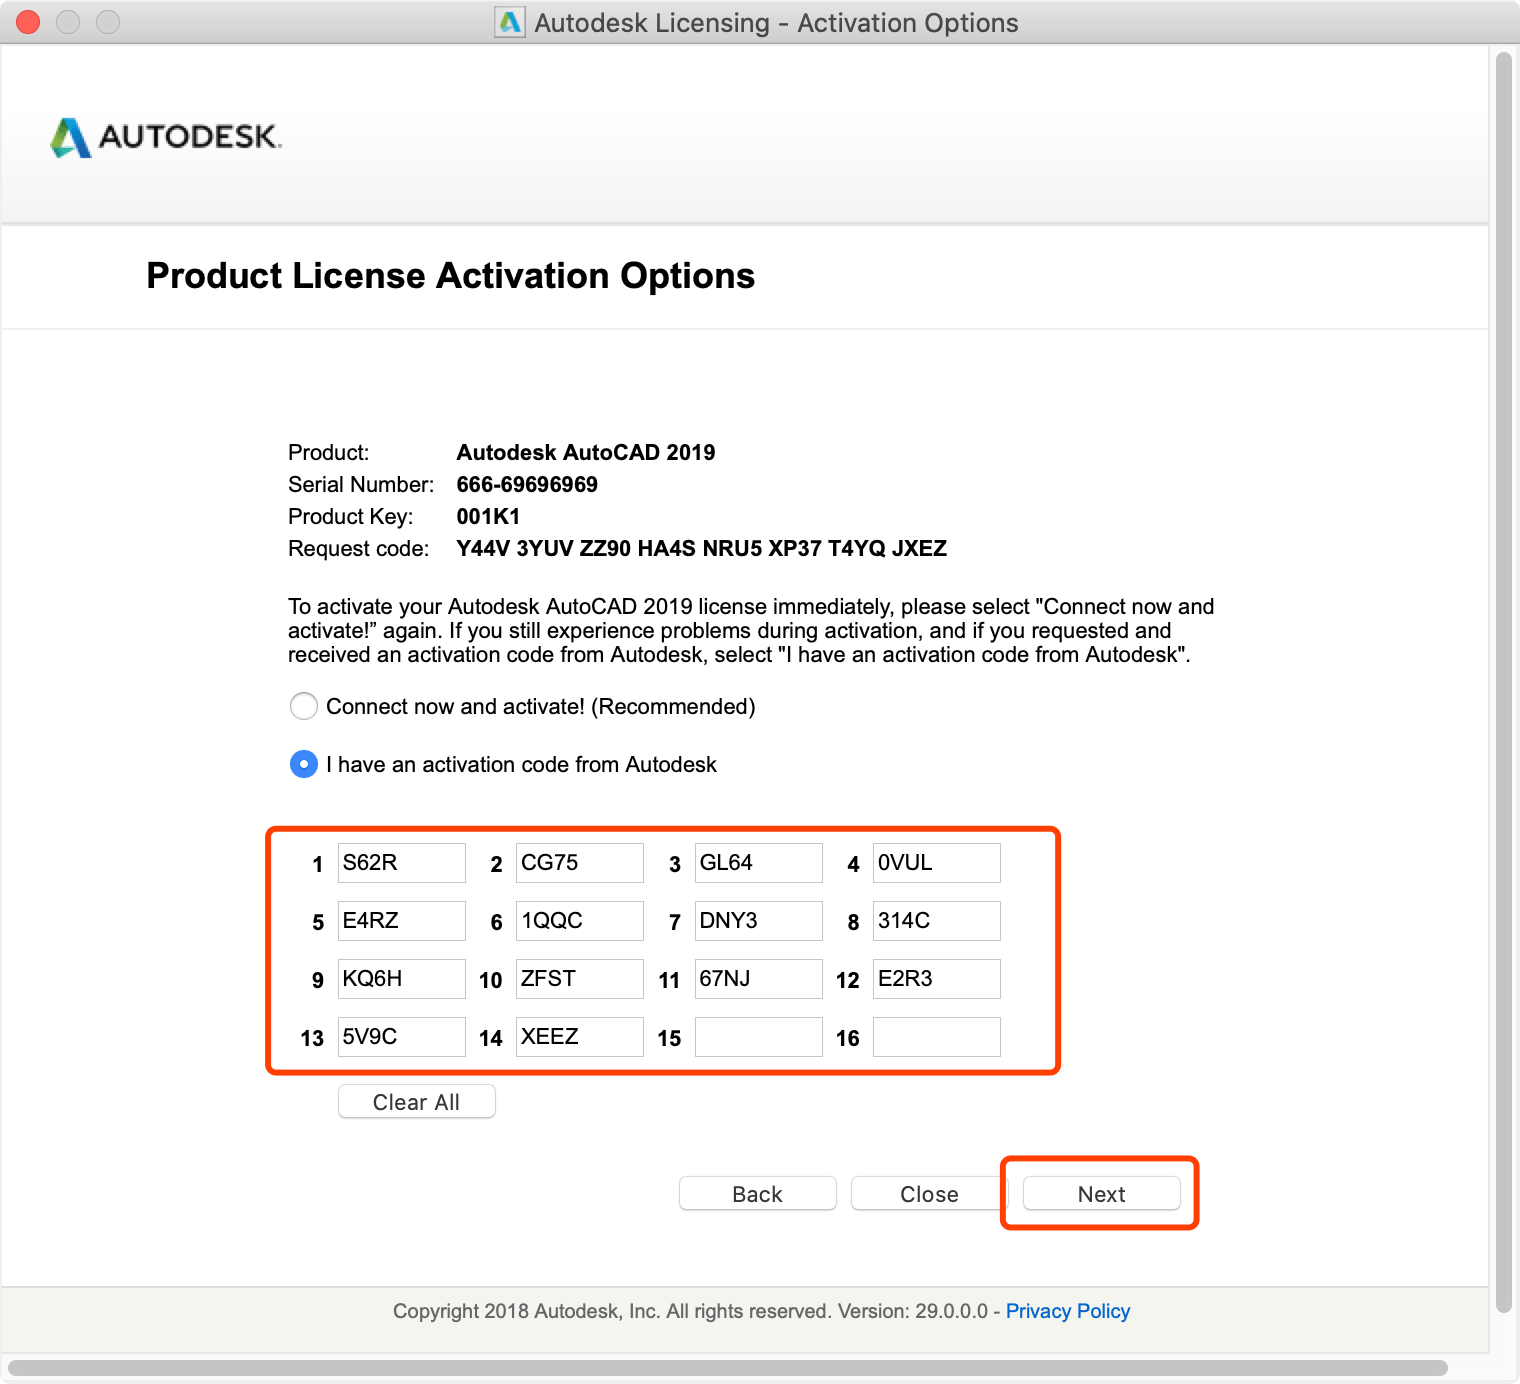 Autodesk Licensing - Activation Options
AUTODESK.
Product License Activation Options
Product: Autodesk AutoCAD 2019
Serial Number: 666-69696969
Product Key: 001K1
Request code: Y44V 3YUV ZZ90 HA4S NRU5 XP37 T4YQ JXEZ
To activate your Autodesk AutoCAD 2019 license immediately, please select "Connect now and
activate!” again. If you still experience problems during activation, and if you requested and
received an activation code from Autodesk, select "I have an activation code from Autodesk".
Connect now and activate! (Recommended)
I have an activation code from Autodesk
1 S62R 2 CG75 3 GL64 4 0VUL
5 E4RZ 6 1QQC 7 DNY3 8 314C
9 KQ6H 10 ZFST 11 67NJ 12 E2R3
13 5V9C 14 XEEZ 15 16
Clear All
Back Close Next
Copyright 2018 Autodesk, Inc. All rights reserved. Version: 29.0.0.0 - Privacy Policy